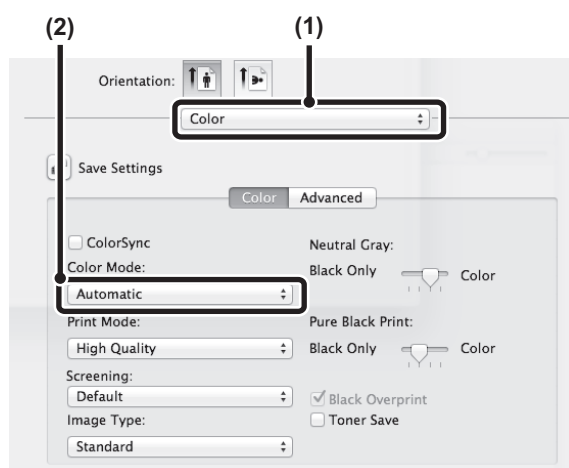 (2)
(1)
Orientation:
Color
Save Settings
Color Advanced
ColorSync
Color Mode:
Automatic
Print Mode:
High Quality
Screening:
Default
Image Type:
Standard
Neutral Gray:
Black Only Color
Pure Black Print:
Black Only Color
Black Overprint
Toner Save